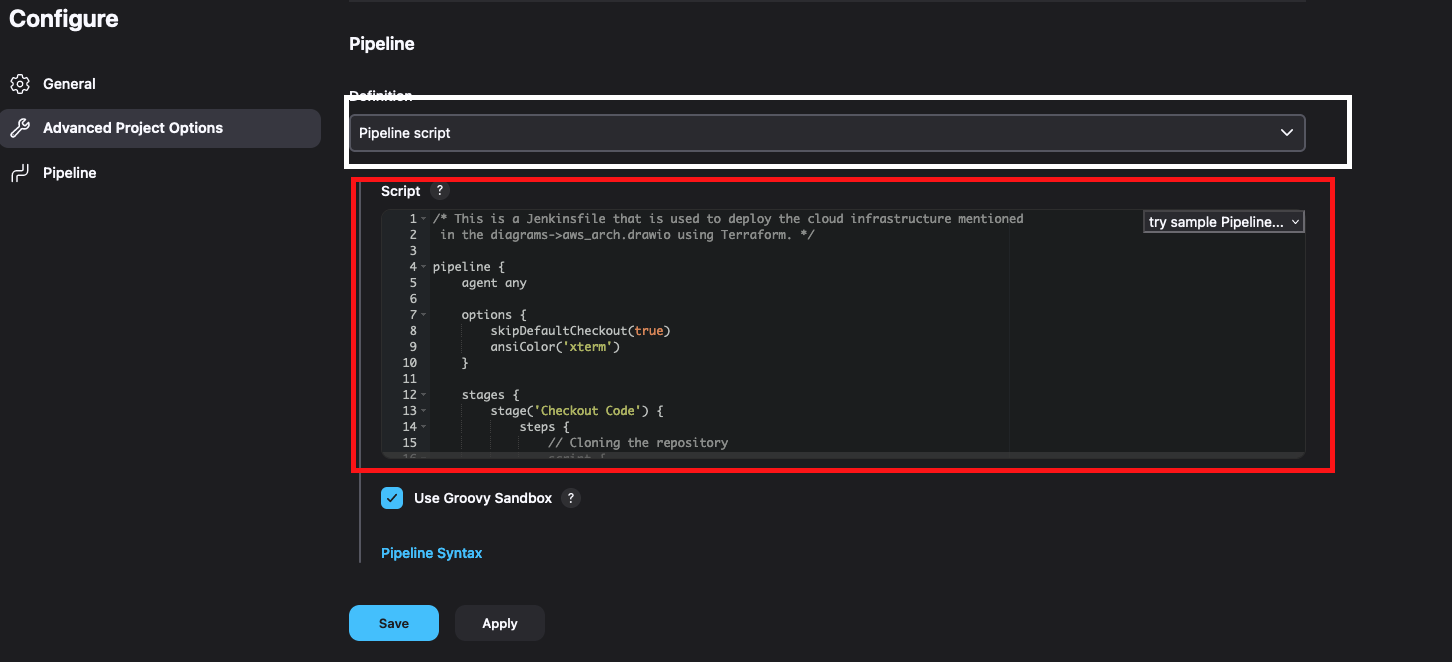 Configure
General
Advanced Project Options
Pipeline
Pipeline
Definition
Pipeline script
Script ?
try sample Pipeline...
1 /* This is a Jenkinsfile that is used to deploy the cloud infrastructure mentioned
2 in the diagrams->aws_arch.drawio using Terraform. */
3
4 pipeline {
5 agent any
6
7 options {
8 skipDefaultCheckout(true)
9 ansiColor('xterm')
10 }
11
12 stages {
13 stage('Checkout Code') {
14 steps {
15 // Cloning the repository
16 script {
Use Groovy Sandbox ?
Pipeline Syntax
Save
Apply